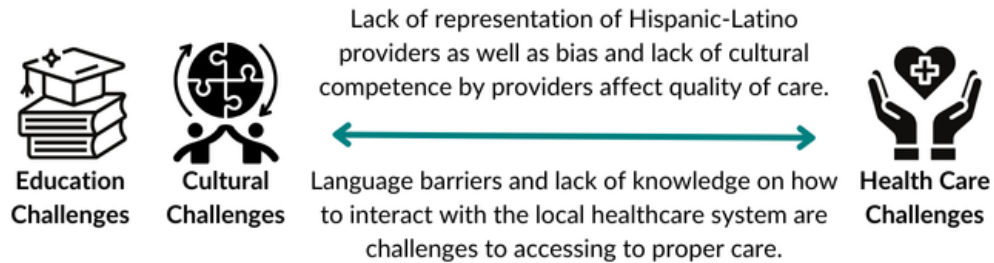 Lack of representation of Hispanic-Latino
providers as well as bias and lack of cultural
competence by providers affect quality of care.
Education
Challenges
Cultural
Challenges
Language barriers and lack of knowledge on how
to interact with the local healthcare system are
challenges to accessing to proper care.
Health Care
Challenges